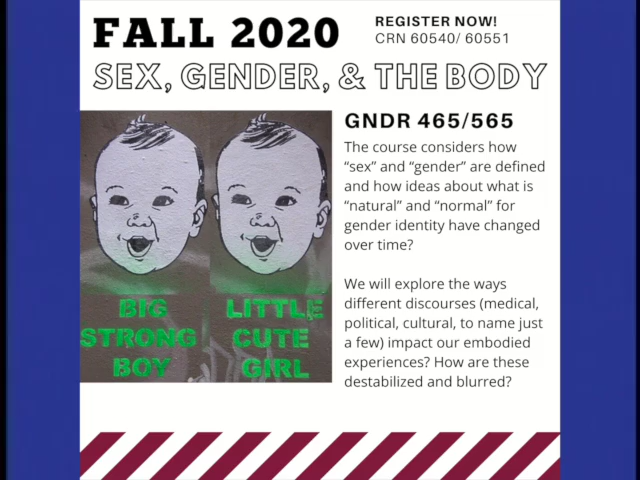 FALL 2020
REGISTER NOW!
CRN 60540/ 60551
SEX, GENDER, & THE BODY
GNDR 465/565
The course considers how
“sex” and “gender” are defined
and how ideas about what is
“natural” and “normal” for
gender identity have changed
over time?
We will explore the ways
different discourses (medical,
political, cultural, to name just
a few) impact our embodied
experiences? How are these
destabilized and blurred?
BIG
STRONG
BOY
LITTLE
CUTE
GIRL